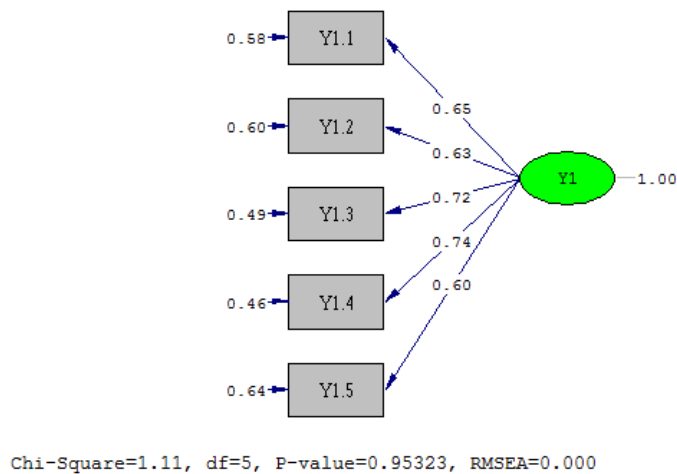 0.58 Y1.1
0.65
0.60 Y1.2
0.63
Y1 1.00
0.72
0.49 Y1.3
0.74
0.60
0.46 Y1.4
0.64 Y1.5
Chi-Square=1.11, df=5, P-value=0.95323, RMSEA=0.000